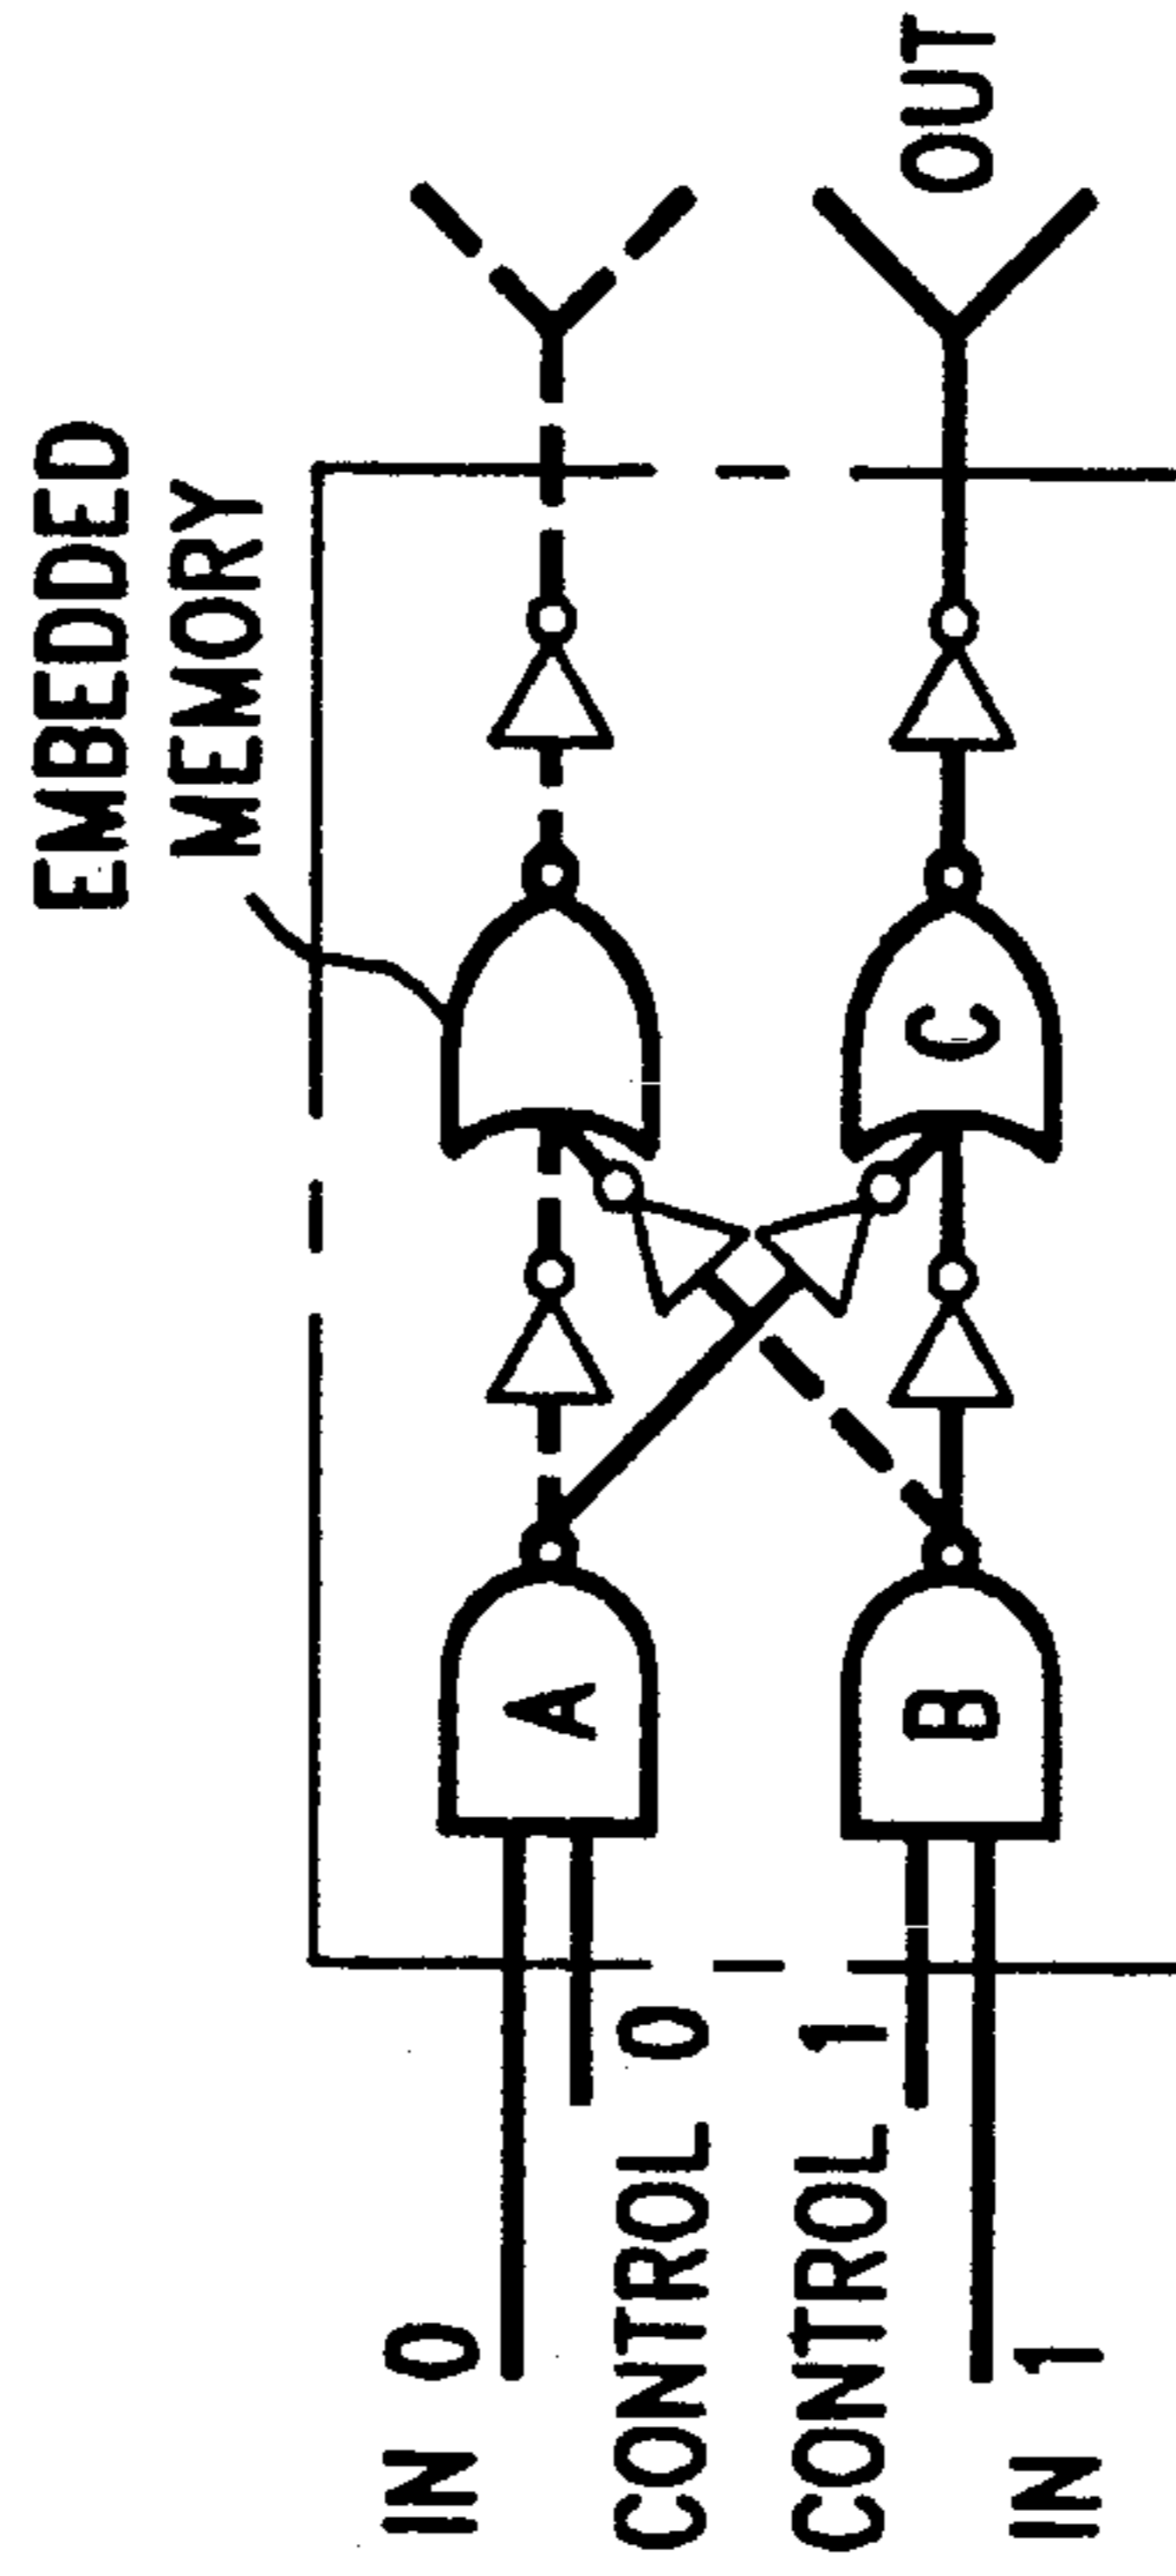 EMBEDDED
MEMORY
IN 0
CONTROL 0
A
CONTROL 1
B
C
OUT
IN 1